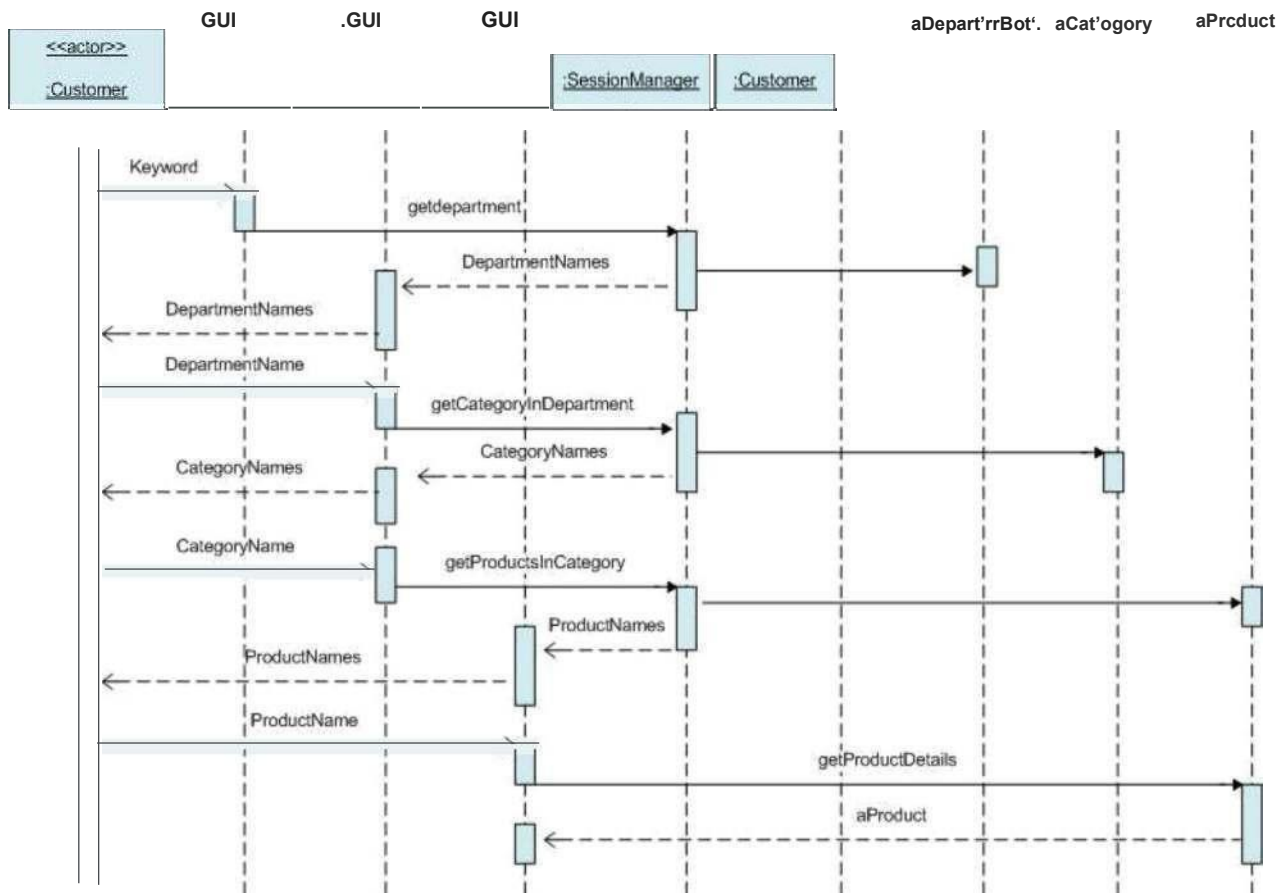 GUI .GUI GUI aDepart'rrBot‘. aCat’ogory aPrcduct
<<actor>>
:Customer
:SessionManager
:Customer
Keyword
getdepartment
DepartmentNames
DepartmentNames
DepartmentName
getCategoryInDepartment
CategoryNames
CategoryNames
CategoryName
getProductsInCategory
ProductNames
ProductNames
ProductName
getProductDetails
aProduct